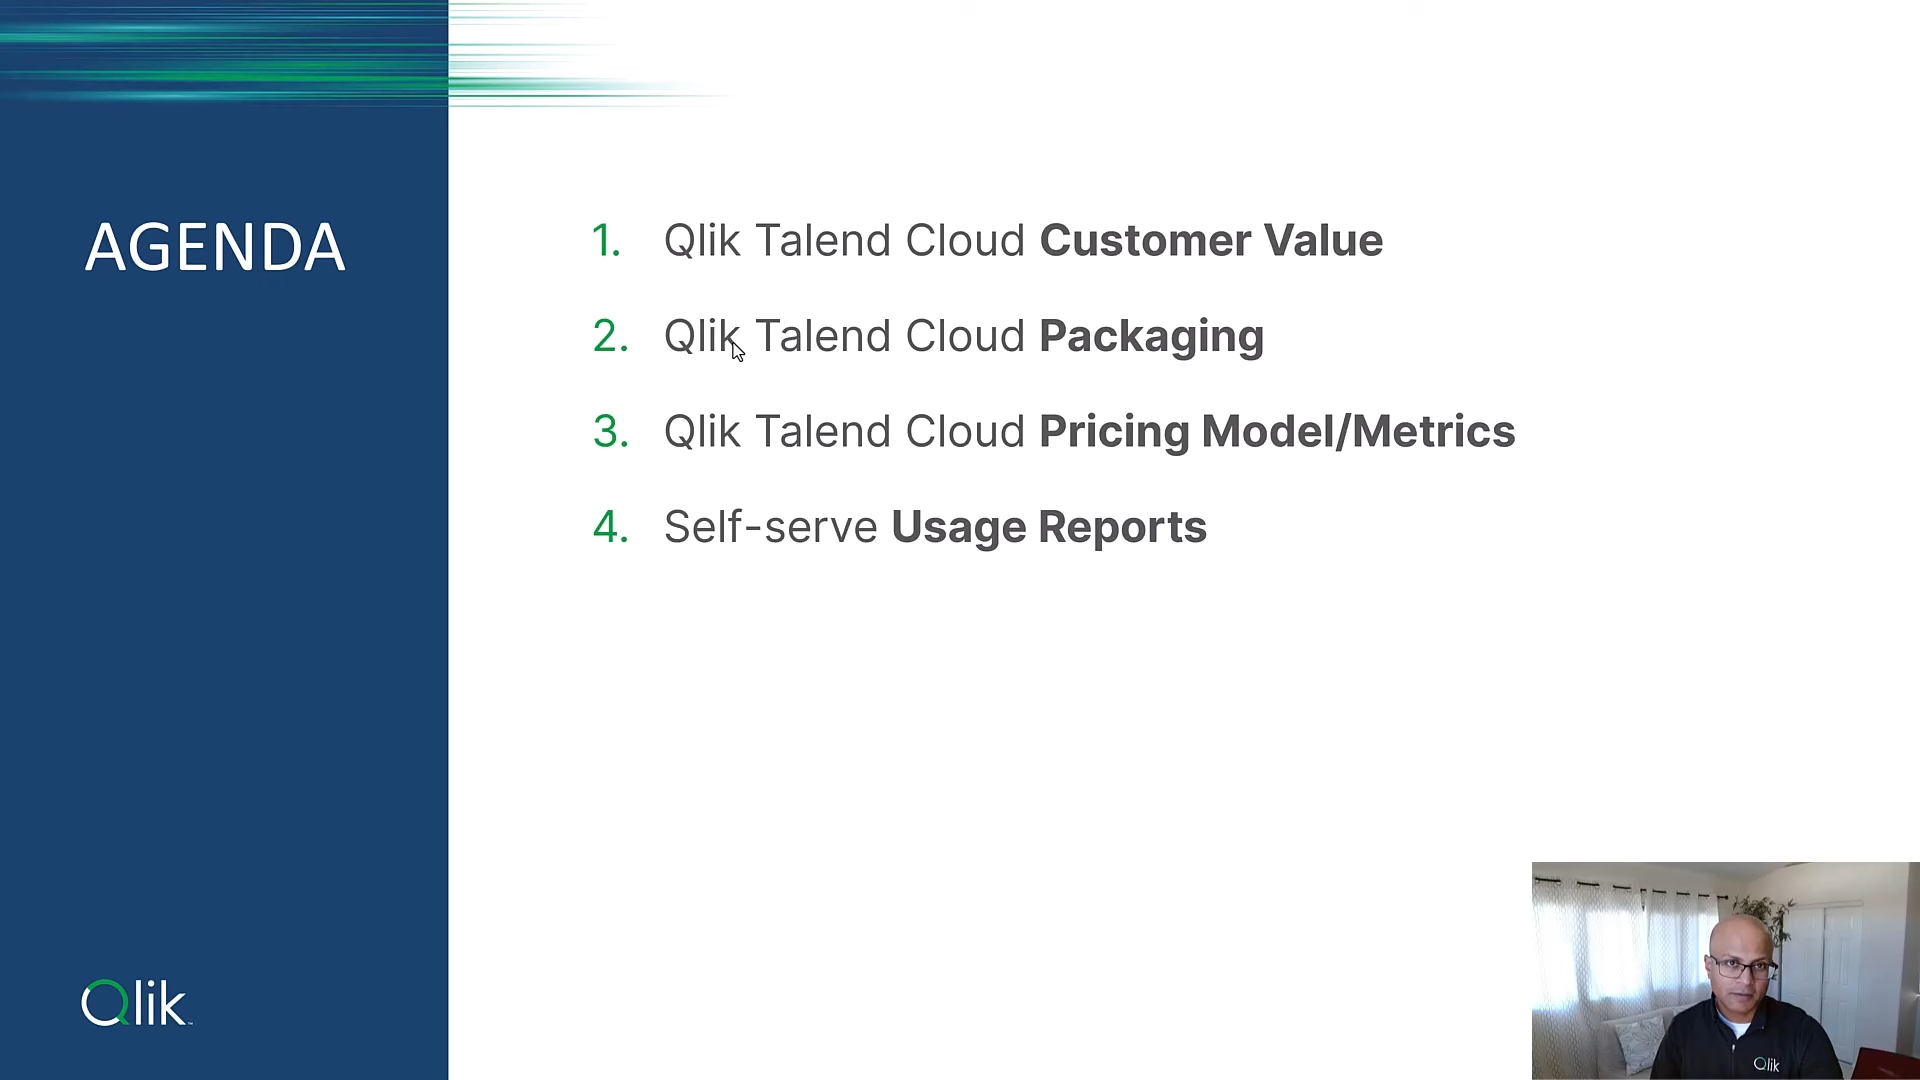 AGENDA
1. Qlik Talend Cloud Customer Value
2. Qlik Talend Cloud Packaging
3. Qlik Talend Cloud Pricing Model/Metrics
4. Self-serve Usage Reports
Qlik
Qlik